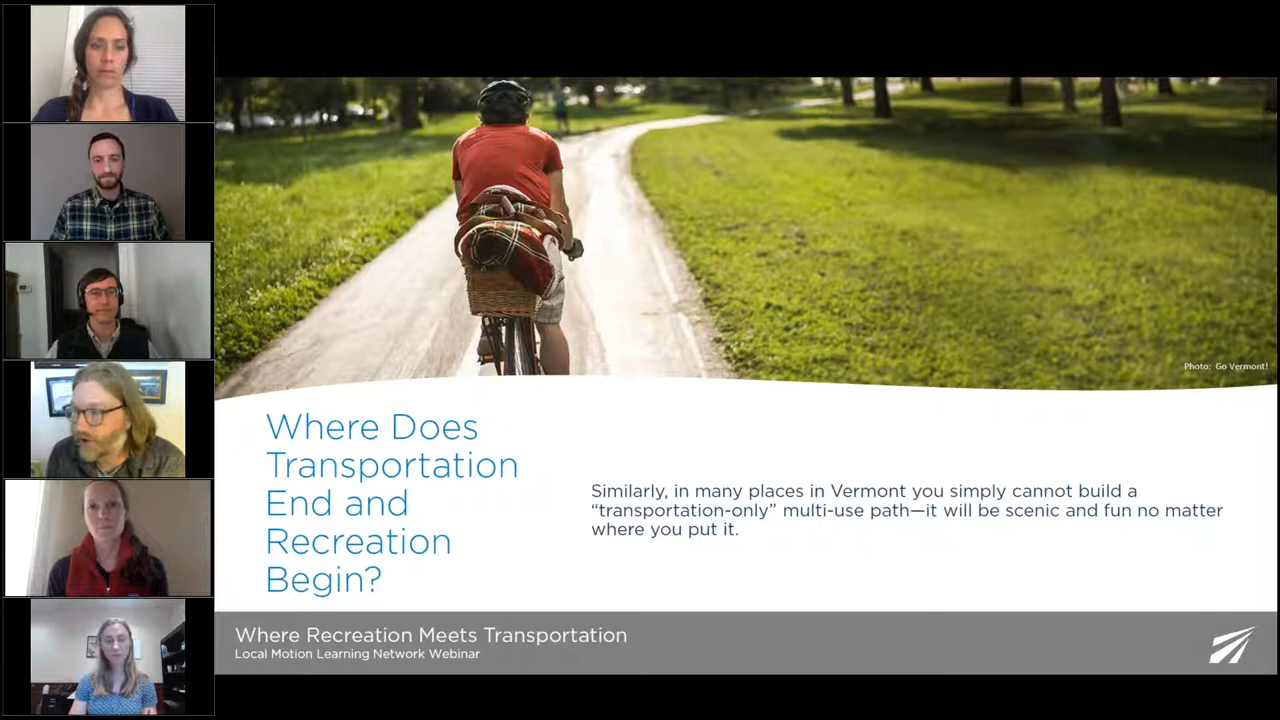 Photo: Go Vermont!
Where Does
Transportation
End and
Recreation
Begin?
Similarly, in many places in Vermont you simply cannot build a
“transportation-only” multi-use path—it will be scenic and fun no matter
where you put it.
Where Recreation Meets Transportation
Local Motion Learning Network Webinar